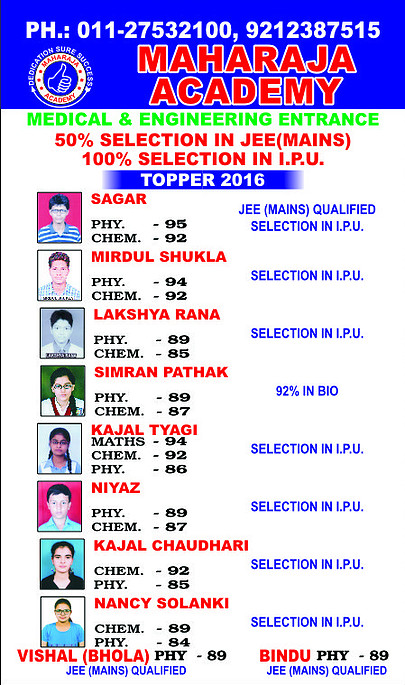 PH.: 011-27532100, 9212387515
DEDICATION SURE SUCCESS
MAHARAJA
ACADEMY
MAHARAJA
ACADEMY
MEDICAL & ENGINEERING ENTRANCE
50% SELECTION IN JEE(MAINS)
100% SELECTION IN I.P.U.
TOPPER 2016
SAGAR
JEE (MAINS) QUALIFIED
PHY. - 95 SELECTION IN I.P.U.
CHEM. - 92
MIRDUL SHUKLA
PHY. - 94 SELECTION IN I.P.U.
CHEM. - 92
LAKSHYA RANA
PHY. - 89 SELECTION IN I.P.U.
CHEM. - 85
SIMRAN PATHAK
PHY. - 89 92% IN BIO
CHEM. - 87
KAJAL TYAGI
MATHS - 94
CHEM. - 92 SELECTION IN I.P.U.
PHY. - 86
NIYAZ
PHY. - 89 SELECTION IN I.P.U.
CHEM. - 87
KAJAL CHAUDHARI
CHEM. - 92 SELECTION IN I.P.U.
PHY. - 85
NANCY SOLANKI
CHEM. - 89 SELECTION IN I.P.U.
PHY. - 84
VISHAL (BHOLA) PHY - 89 BINDU PHY - 89
JEE (MAINS) QUALIFIED JEE (MAINS) QUALIFIED